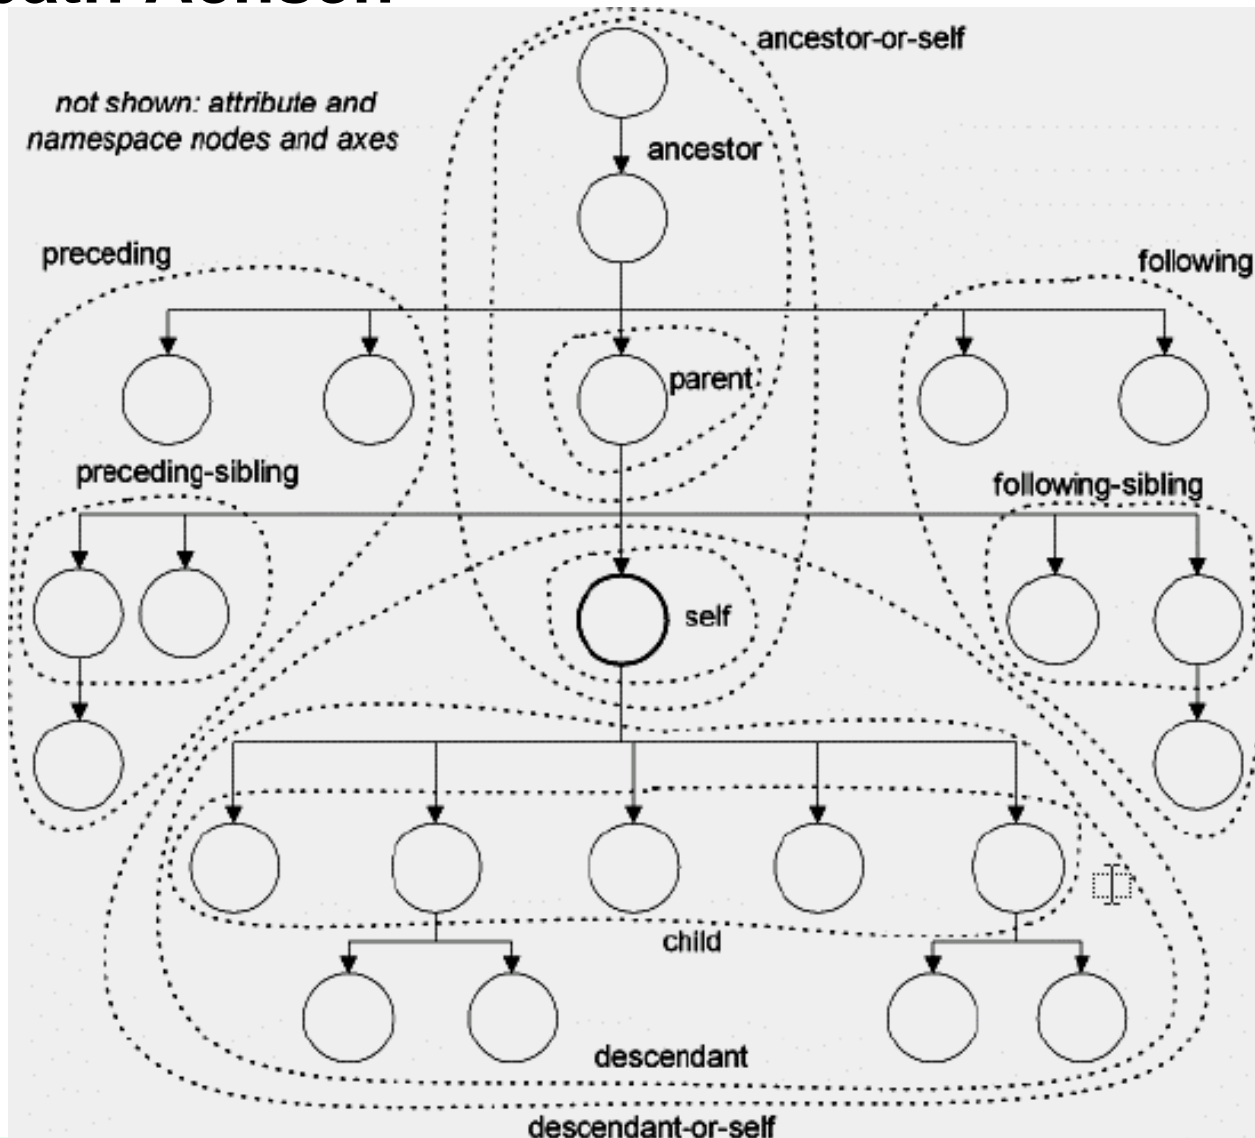 ancestor-or-self
not shown: attribute and
namespace nodes and axes
ancestor
preceding
following
parent
preceding-sibling
following-sibling
self
child
descendant
descendant-or-self